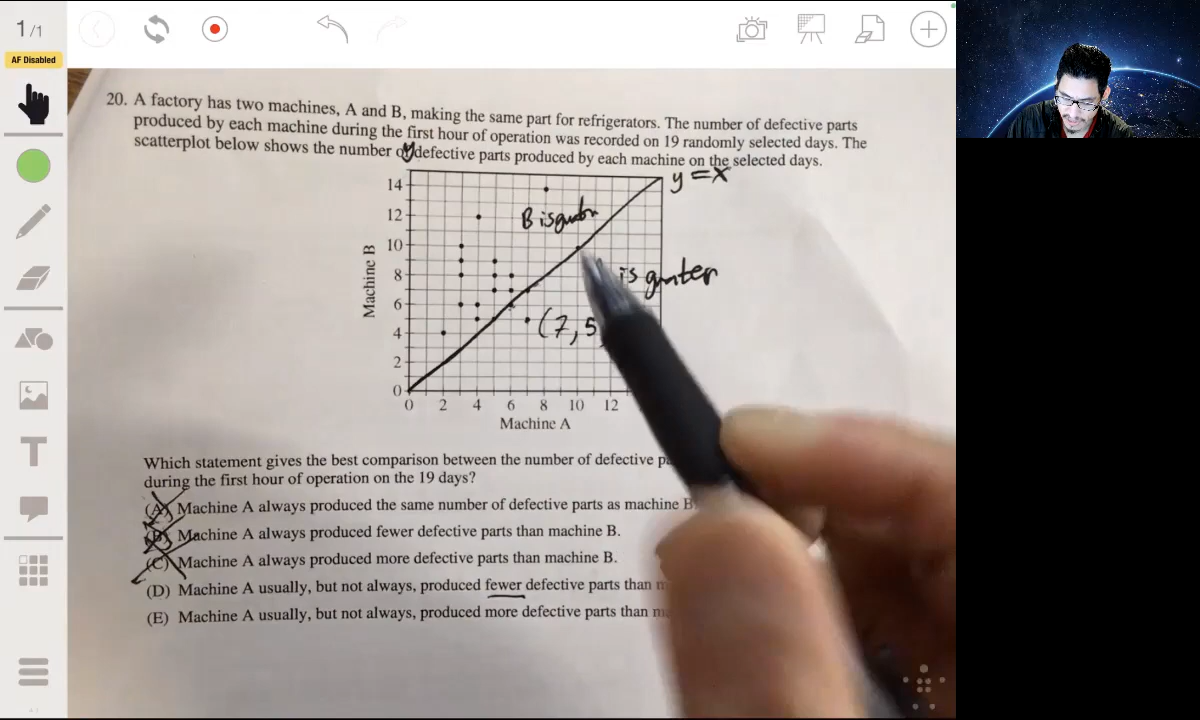 1/1
AF Disabled
20. A factory has two machines, A and B, making the same part for refrigerators. The number of defective parts
produced by each machine during the first hour of operation was recorded on 19 randomly selected days. The
scatterplot below shows the number defective parts produced by each machine on the selected days.
y = x
14
12
10
8
6
4
2
0
Machine B
B is
is greater
(7, 5
0 2 4 6 8 10 12
Machine A
Which statement gives the best comparison between the number of defective
during the first hour of operation on the 19 days?
(A) Machine A always produced the same number of defective parts as machine B
(B) Machine A always produced fewer defective parts than machine B.
(C) Machine A always produced more defective parts than machine B.
(D) Machine A usually, but not always, produced fewer defective parts than
(E) Machine A usually, but not always, produced more defective parts than
T